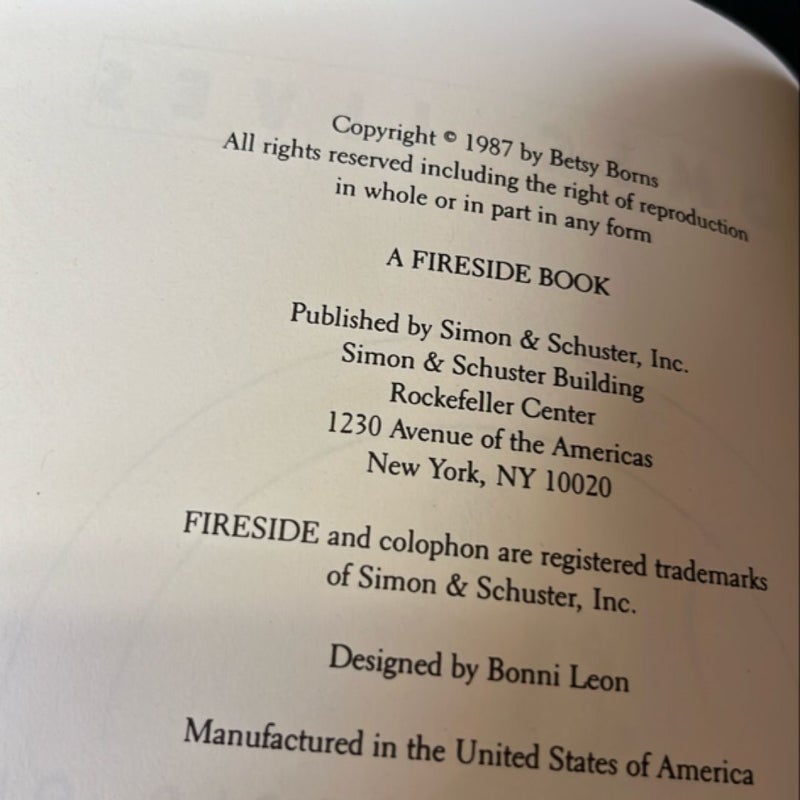 Copyright © 1987 by Betsy Borns
All rights reserved including the right of reproduction
in whole or in part in any form
A FIRESIDE BOOK
Published by Simon & Schuster, Inc.
Simon & Schuster Building
Rockefeller Center
1230 Avenue of the Americas
New York, NY 10020
FIRESIDE and colophon are registered trademarks
of Simon & Schuster, Inc.
Designed by Bonni Leon
Manufactured in the United States of America